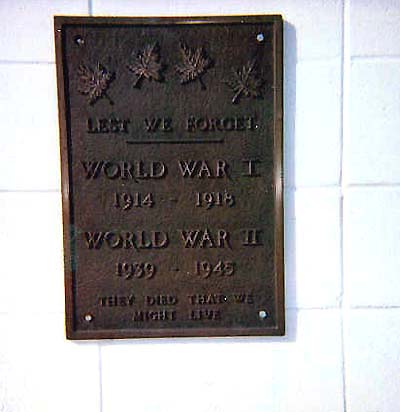 LEST WE FORGET
WORLD WAR I
1914 - 1918
WORLD WAR II
1939 - 1945
THEY DIED THAT WE
MIGHT LIVE